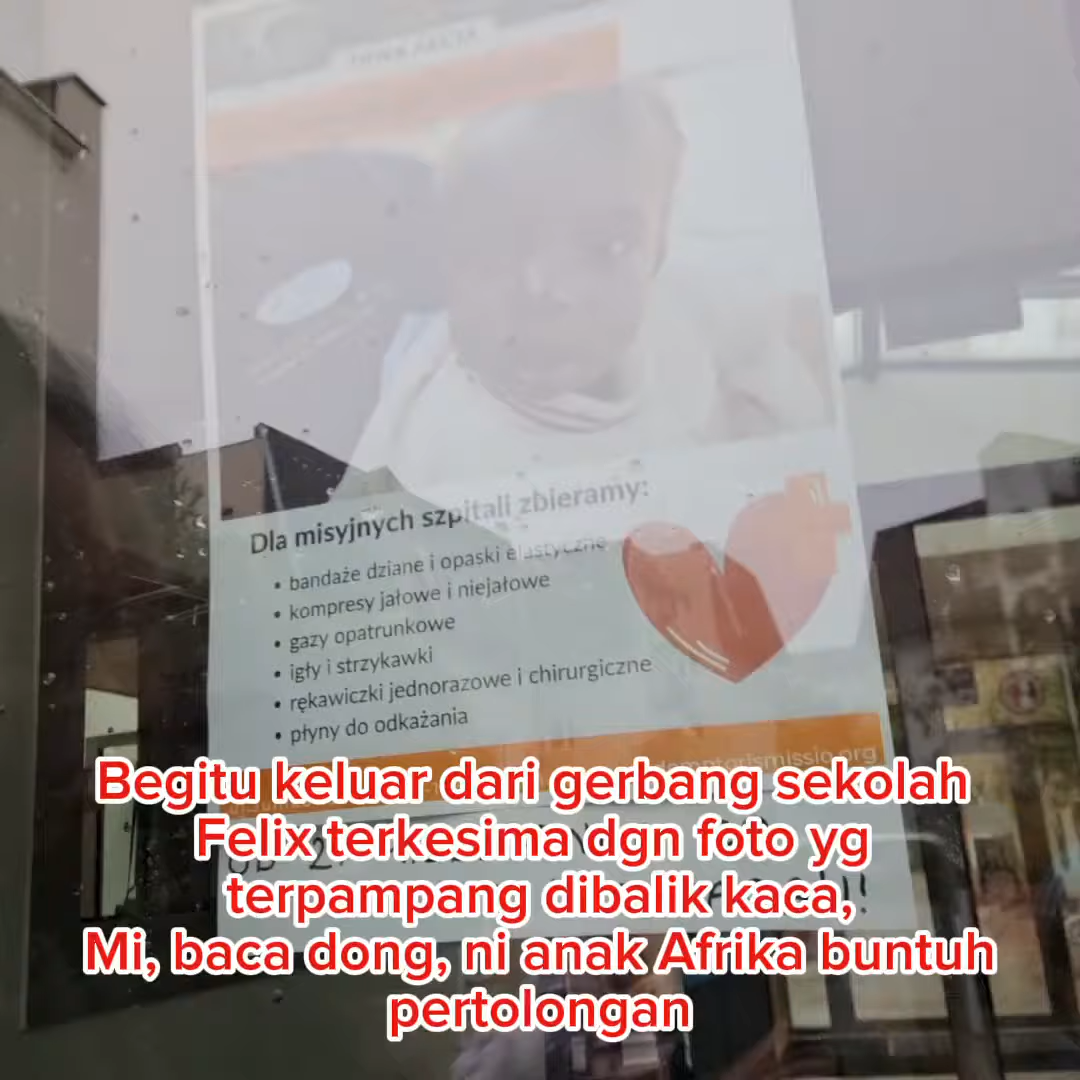 Dla misyjnych szpitali zbieramy:
• bandaże dziane i opaski elastyczne
• kompresy jałowe i niejałowe
• gazy opatrunkowe
• igły i strzykawki
• rękawiczki jednorazowe i chirurgiczne
• płyny do odkażania
Begitu keluar dari gerbang sekolah
Felix terkesima dgn foto yg
terpampang dibalik kaca,
Mi, baca dong, ni anak Afrika buntuh
pertolongan